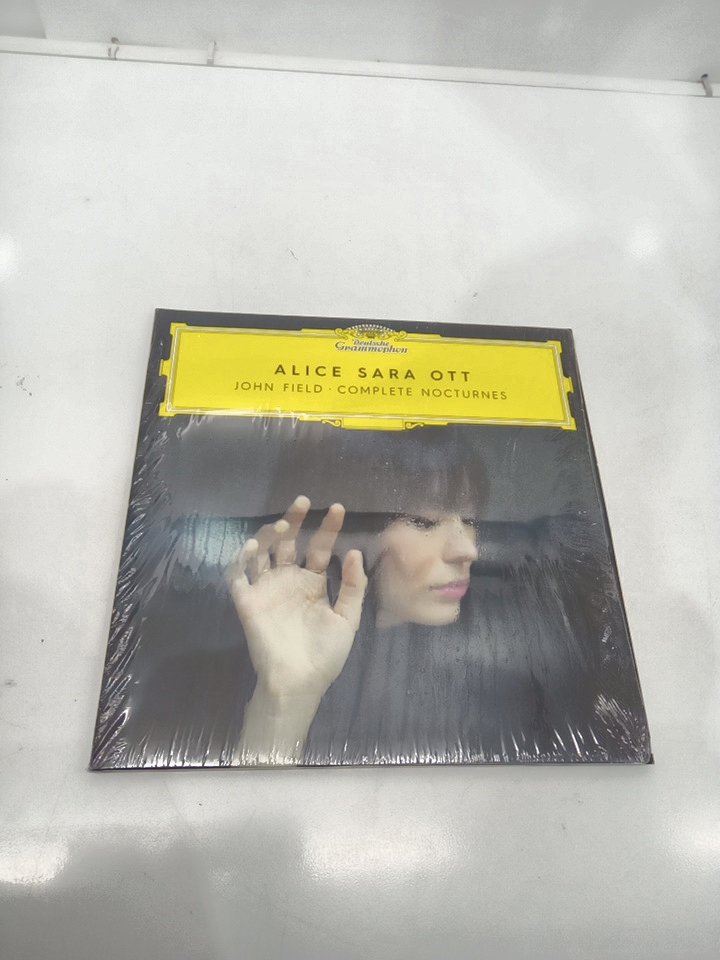 Deutsche
Grammophon
ALICE SARA OTT
JOHN FIELD · COMPLETE NOCTURNES